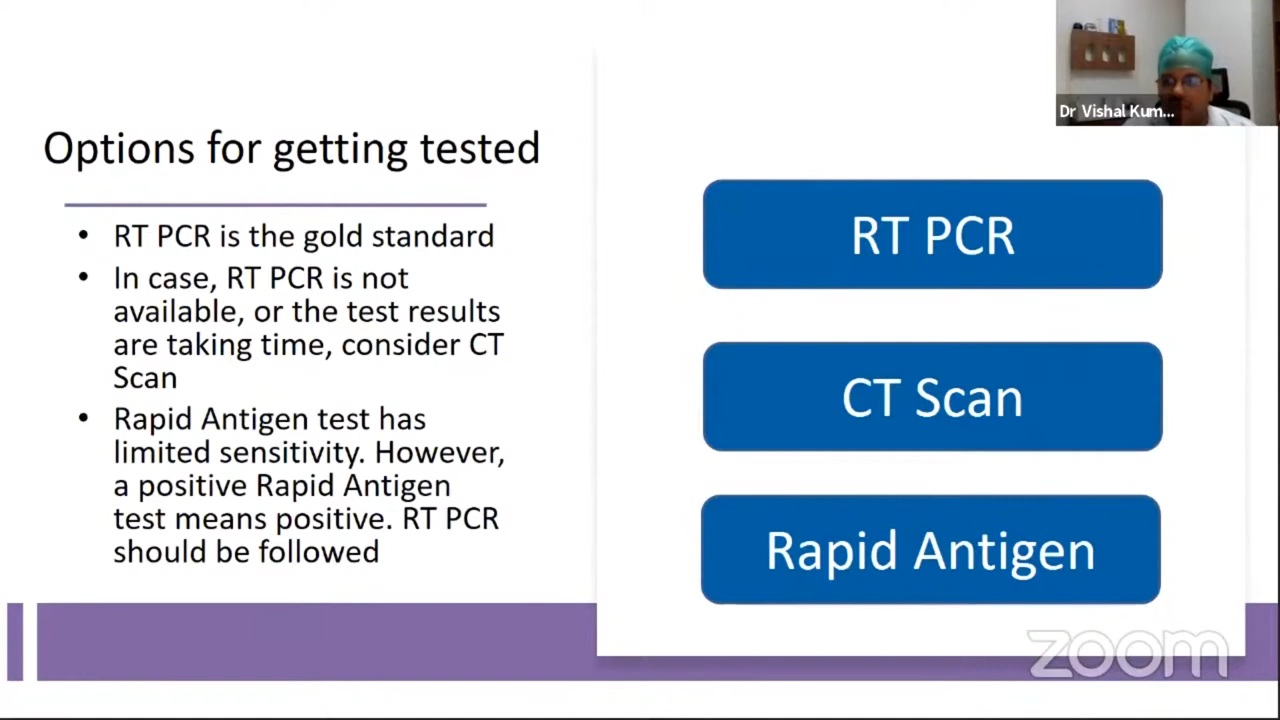 Dr Vishal Kum...
Options for getting tested
• RT PCR is the gold standard
• In case, RT PCR is not
available, or the test results
are taking time, consider CT
Scan
• Rapid Antigen test has
limited sensitivity. However,
a positive Rapid Antigen
test means positive. RT PCR
should be followed
RT PCR
CT Scan
Rapid Antigen
zoom